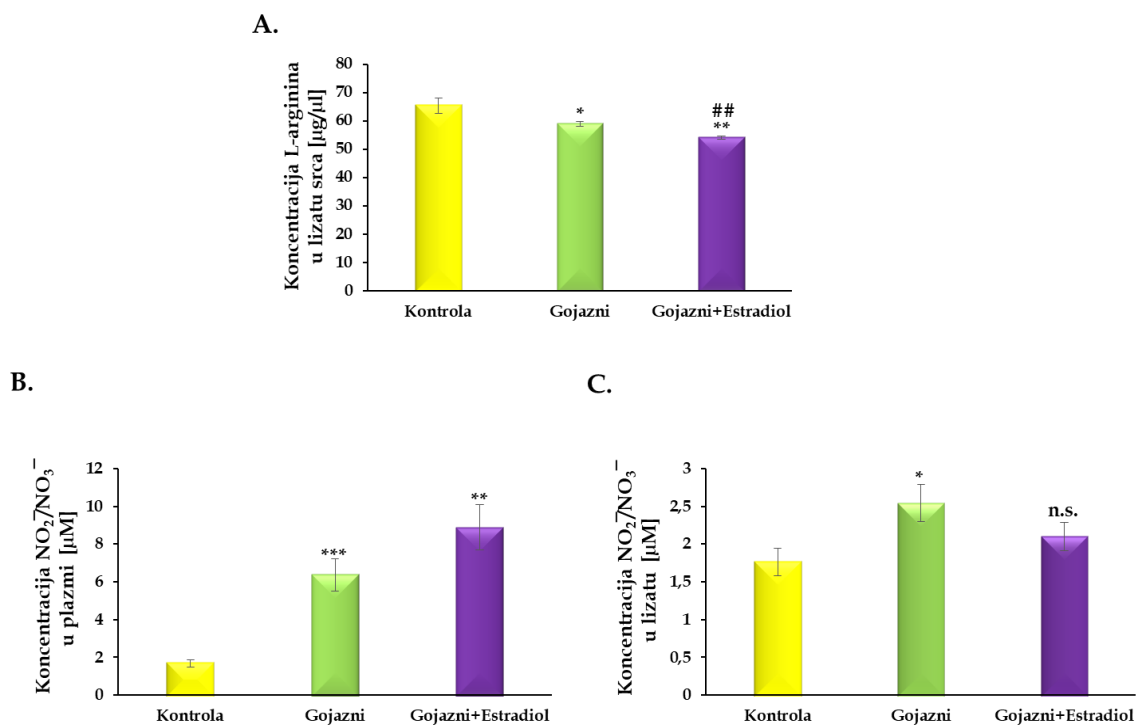 A.
Koncentracija L-arginina
u lizatu srca [µg/µl]
80
70
60
50
40
30
20
10
0
*
##
**
Kontrola
Gojazni
Gojazni+Estradiol
B.
Koncentracija NO₂⁻/NO₃⁻
u plazmi [µM]
12
10
8
6
4
2
0
***
**
Kontrola
Gojazni
Gojazni+Estradiol
C.
Koncentracija NO₂⁻/NO₃⁻
u lizatu [µM]
3
2,5
2
1,5
1
0,5
0
*
n.s.
Kontrola
Gojazni
Gojazni+Estradiol